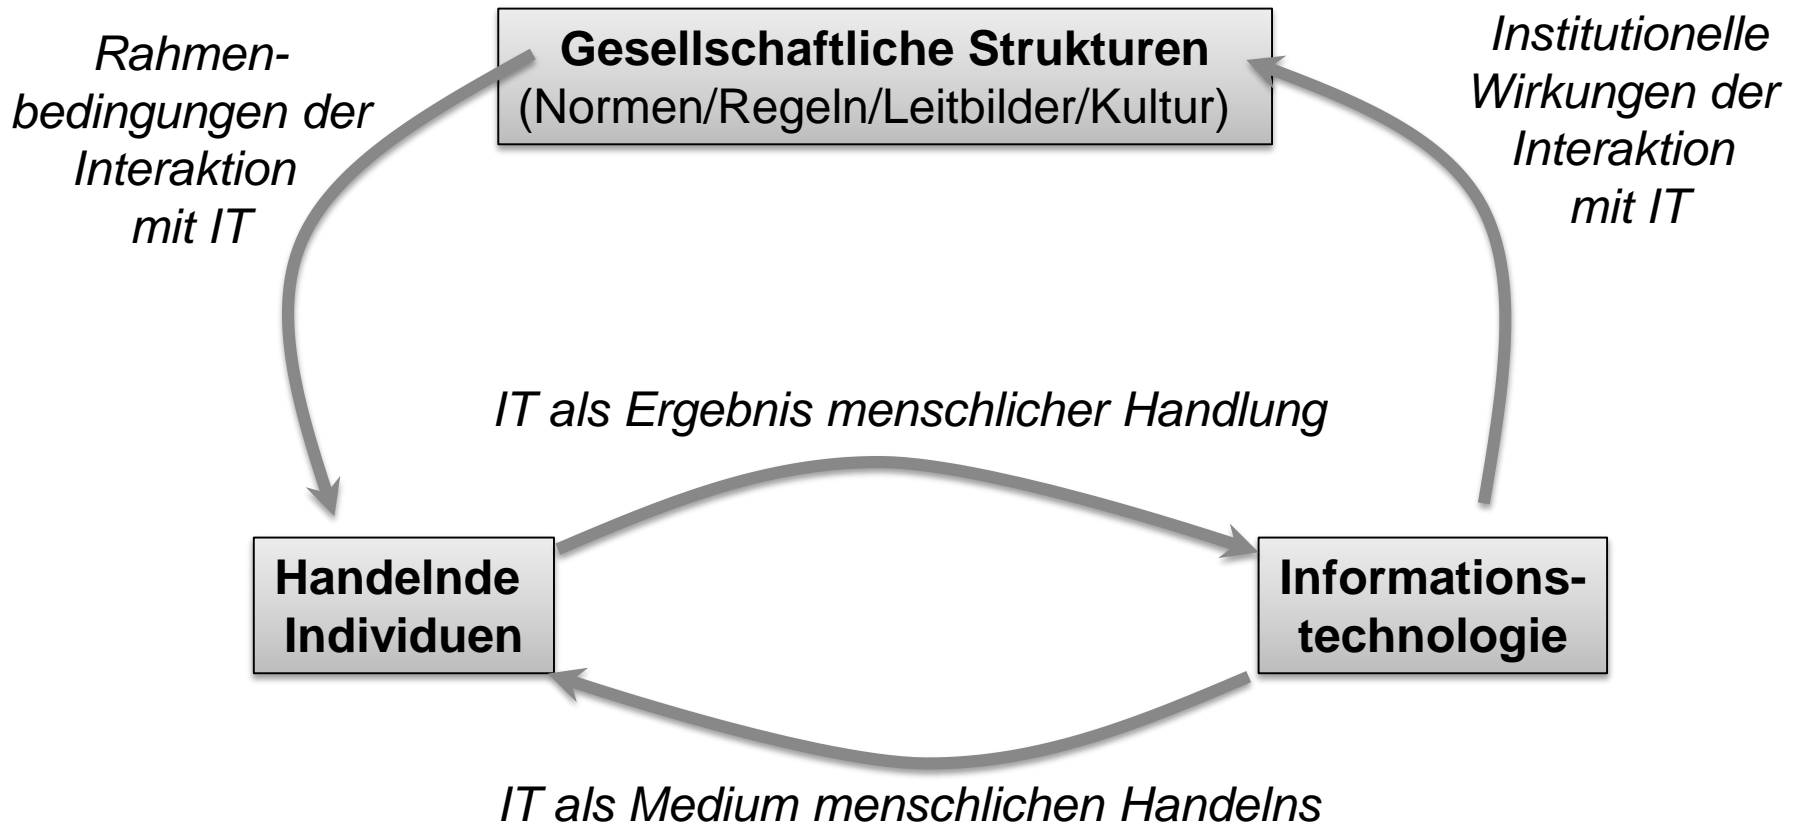 Rahmen-
bedingungen der
Interaktion
mit IT
Gesellschaftliche Strukturen
(Normen/Regeln/Leitbilder/Kultur)
Institutionelle
Wirkungen der
Interaktion
mit IT
IT als Ergebnis menschlicher Handlung
Handelnde
Individuen
Informations-
technologie
IT als Medium menschlichen Handelns